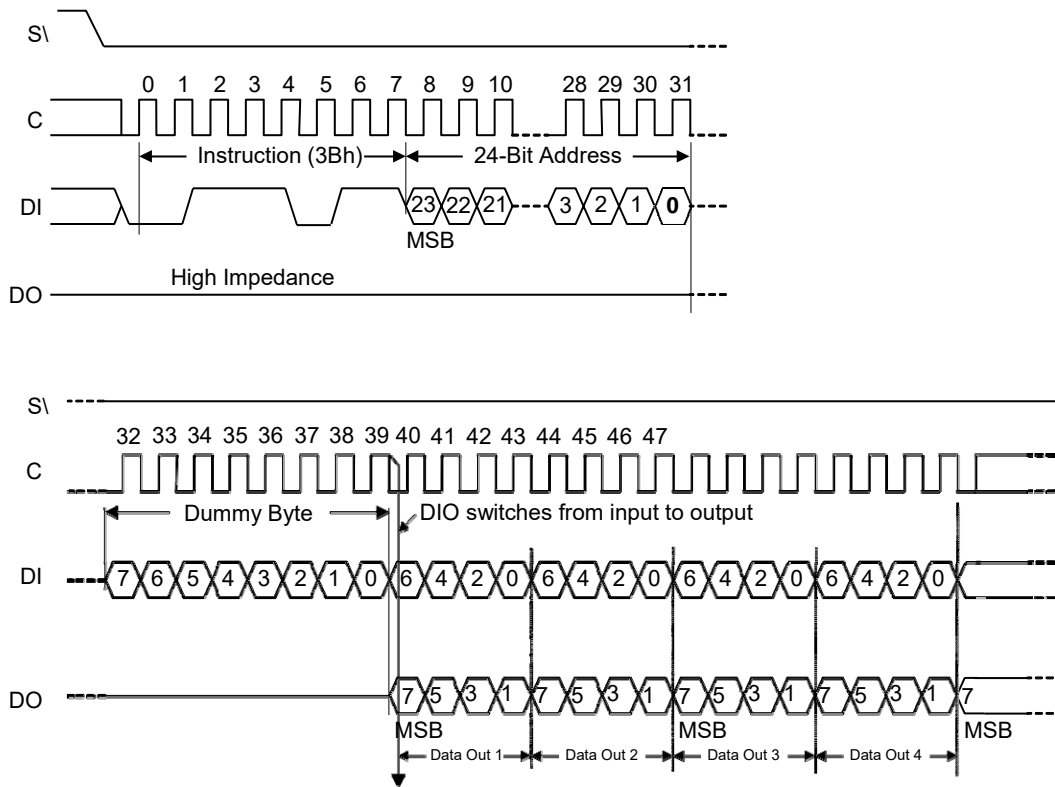 S\
0 1 2 3 4 5 6 7 8 9 10 28 29 30 31
C
Instruction (3Bh) 24-Bit Address
DI 23 22 21 3 2 1 0
MSB
High Impedance
DO
S\
32 33 34 35 36 37 38 39 40 41 42 43 44 45 46 47
C
Dummy Byte DIO switches from input to output
DI 7 6 5 4 3 2 1 0 6 4 2 0 6 4 2 0 6 4 2 0 6 4 2 0
DO 7 5 3 1 7 5 3 1 7 5 3 1 7 5 3 1 7
MSB MSB MSB
Data Out 1 Data Out 2 Data Out 3 Data Out 4